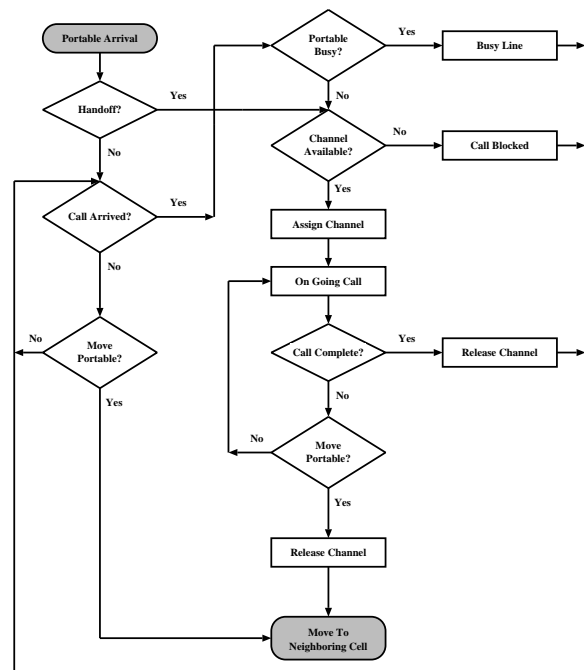 Portable Arrival
Portable
Busy?
Yes
Busy Line
No
Handoff?
Yes
Channel
Available?
No
Call Blocked
No
Yes
Call Arrived?
Yes
Assign Channel
No
On Going Call
No
Move
Portable?
Call Complete?
Yes
Release Channel
Yes
No
No
Move
Portable?
Yes
Release Channel
Move To
Neighboring Cell